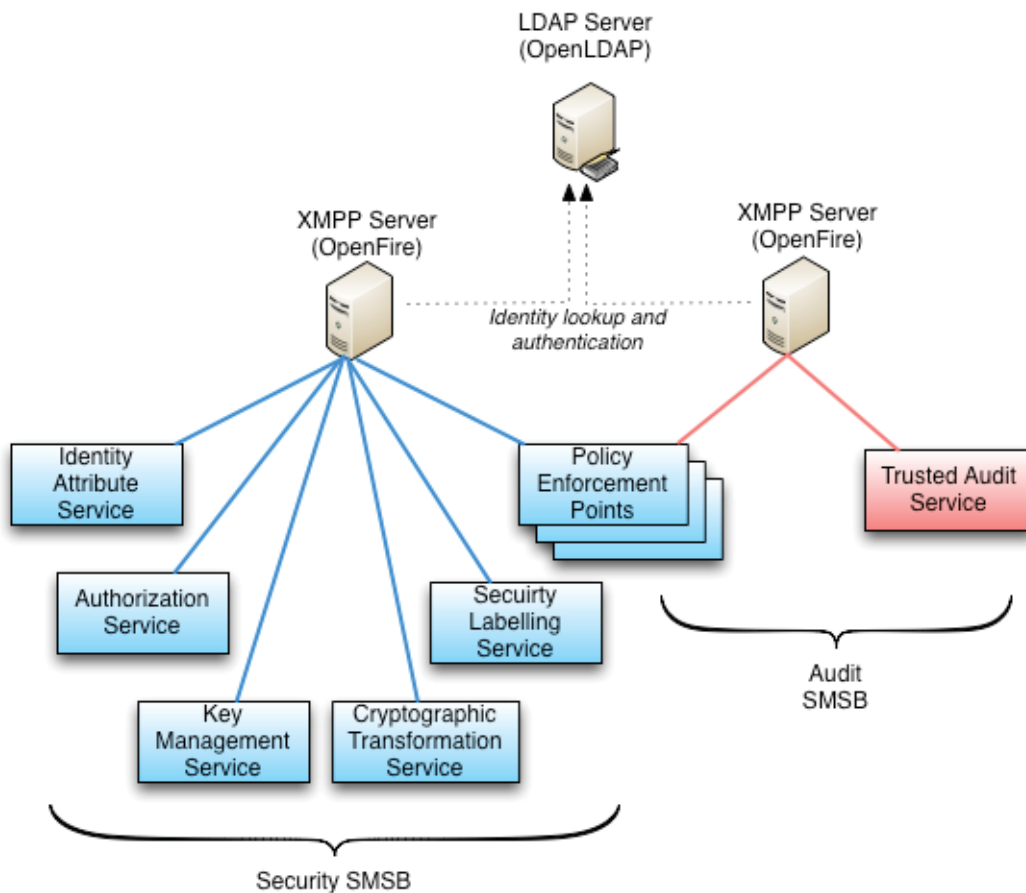 LDAP Server
(OpenLDAP)
XMPP Server
(OpenFire)
XMPP Server
(OpenFire)
Identity lookup and
authentication
Identity
Attribute
Service
Policy
Enforcement
Points
Trusted Audit
Service
Authorization
Service
Secuirty
Labelling
Service
Audit
SMSB
Key
Management
Service
Cryptographic
Transformation
Service
Security SMSB